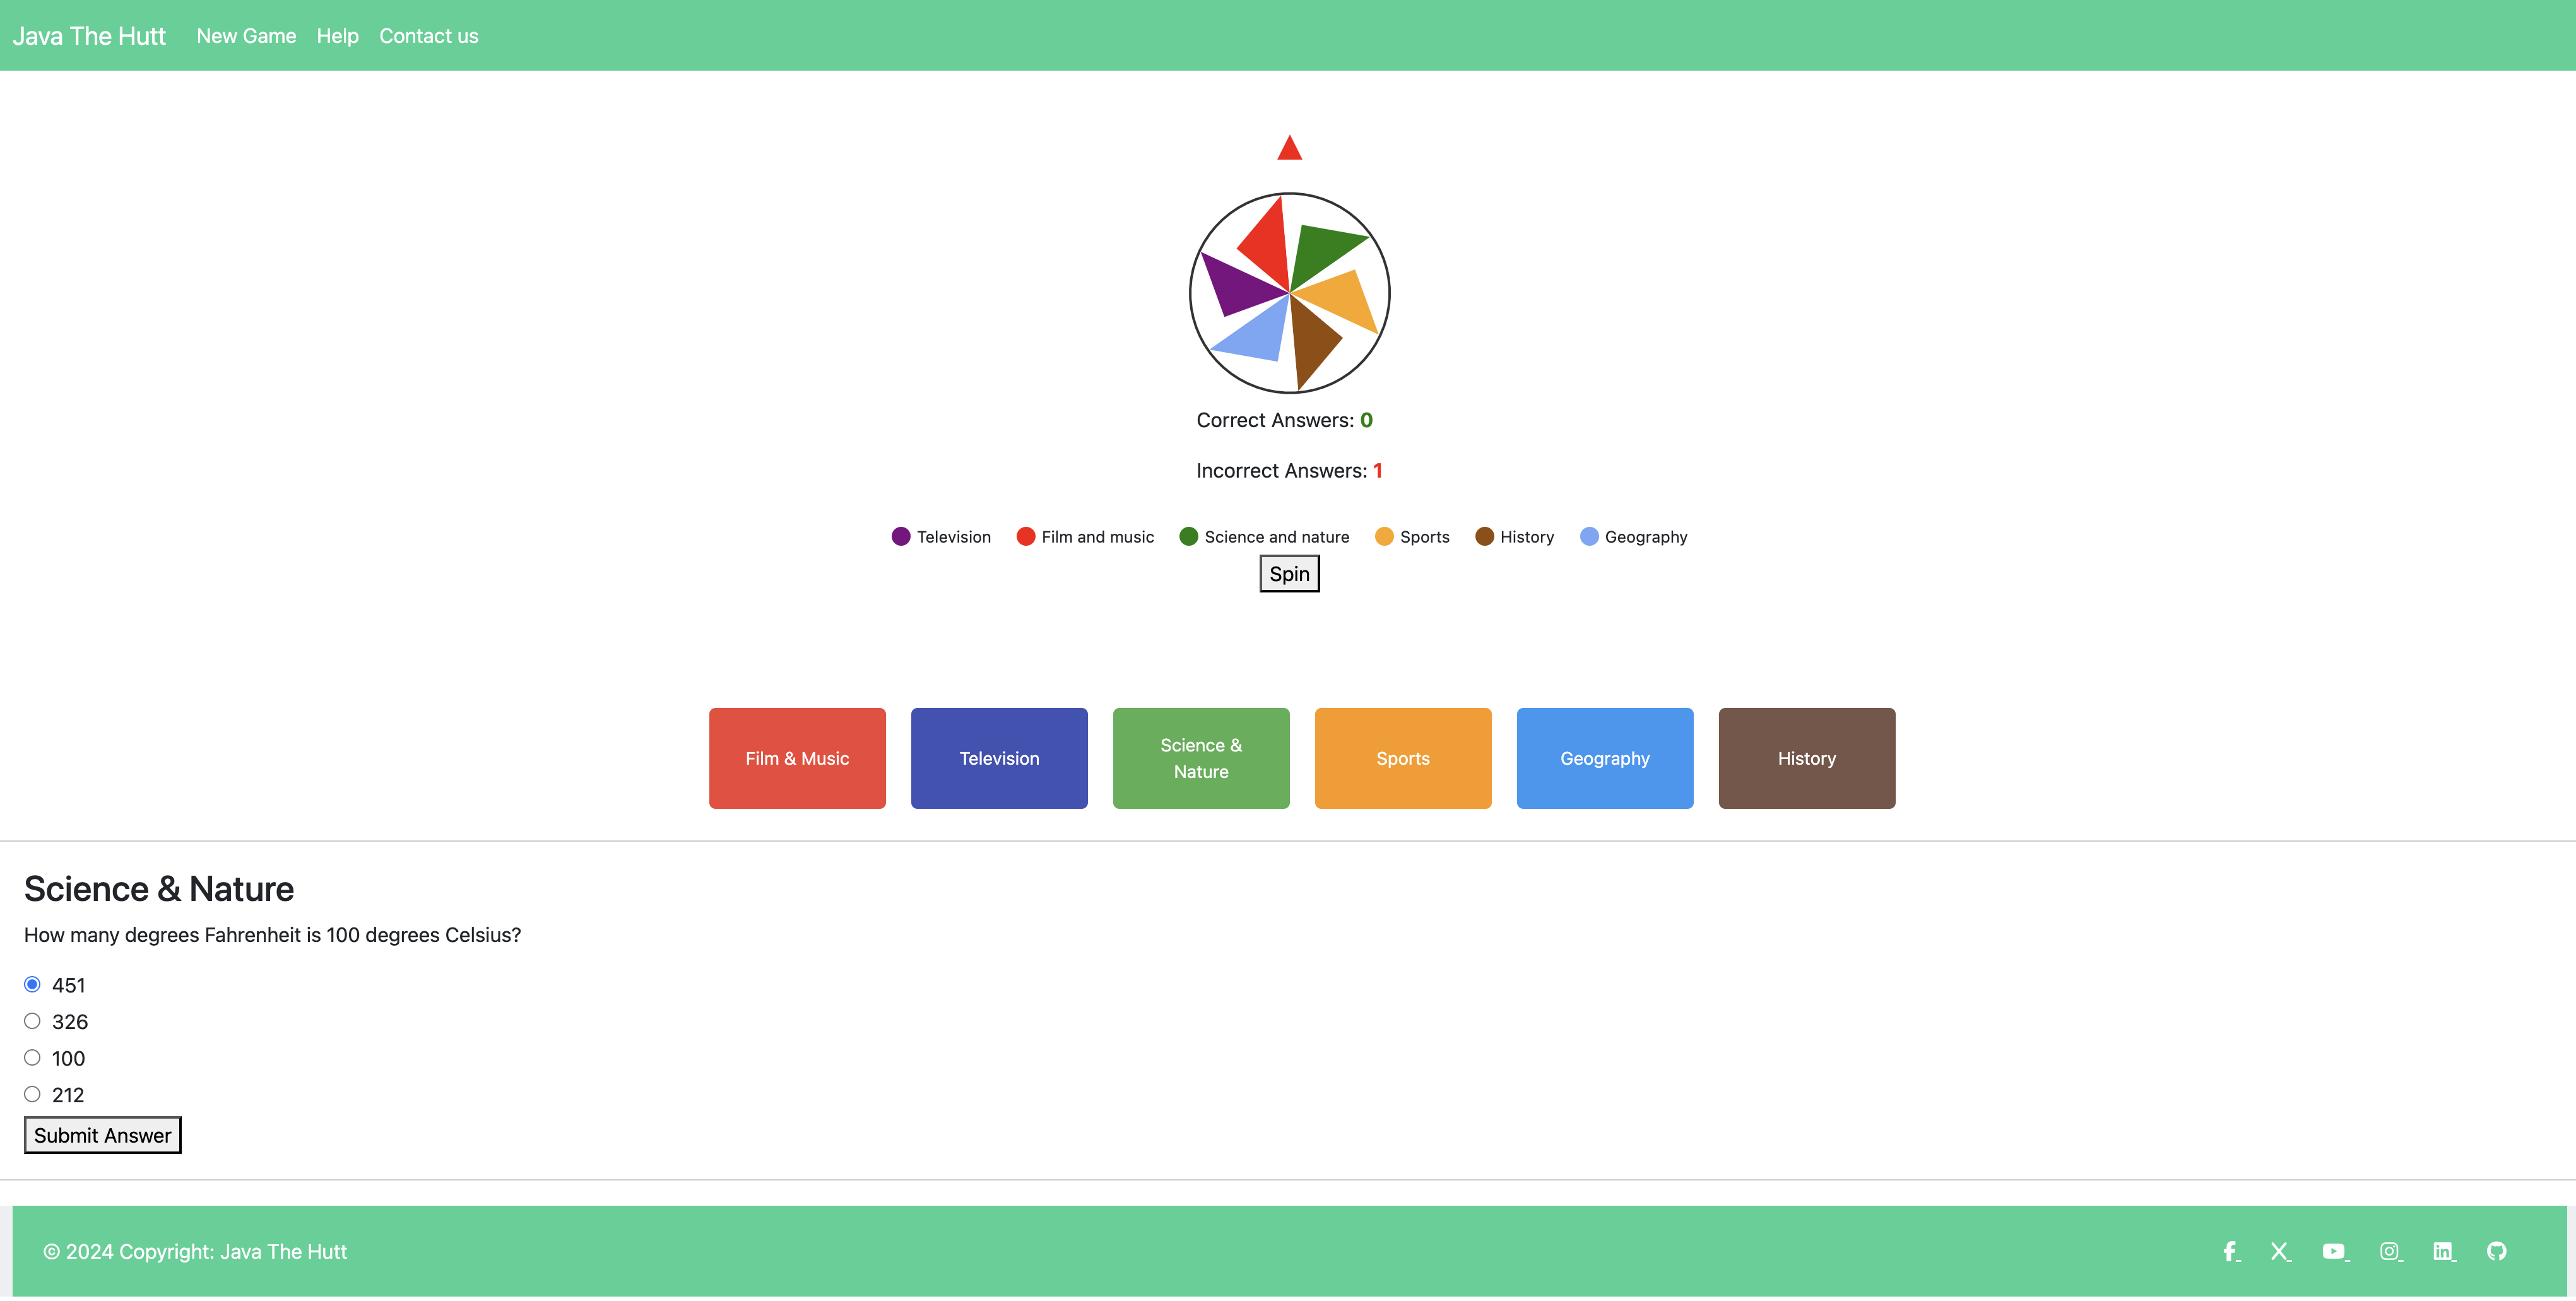 Java The Hutt New Game Help Contact us
Correct Answers: 0
Incorrect Answers: 1
Television Film and music Science and nature Sports History Geography
Spin
Film & Music
Television
Science &
Nature
Sports
Geography
History
Science & Nature
How many degrees Fahrenheit is 100 degrees Celsius?
451
326
100
212
Submit Answer
© 2024 Copyright: Java The Hutt